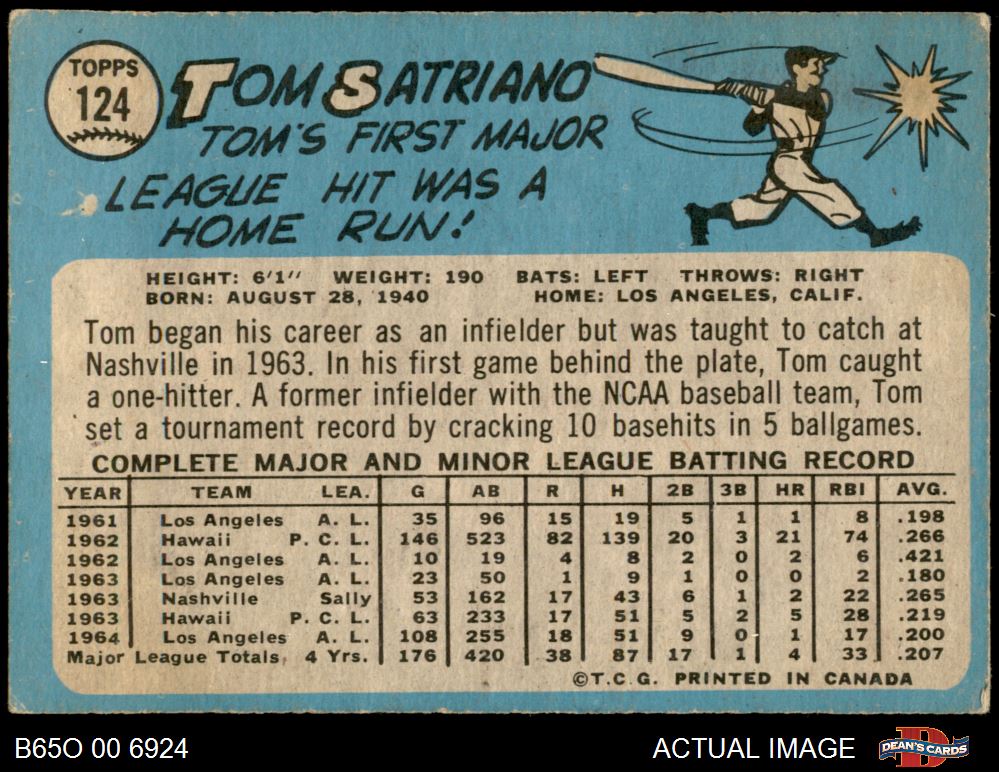 TOPPS
124
TOM SATRIANO
TOM'S FIRST MAJOR
LEAGUE HIT WAS A
HOME RUN!
HEIGHT: 6'1" WEIGHT: 190 BATS: LEFT THROWS: RIGHT
BORN: AUGUST 28, 1940 HOME: LOS ANGELES, CALIF.
Tom began his career as an infielder but was taught to catch at
Nashville in 1963. In his first game behind the plate, Tom caught
a one-hitter. A former infielder with the NCAA baseball team, Tom
set a tournament record by cracking 10 basehits in 5 ballgames.
COMPLETE MAJOR AND MINOR LEAGUE BATTING RECORD
YEAR TEAM LEA. G AB R H 2B 3B HR RBI AVG.
1961 Los Angeles A. L. 35 96 15 19 5 1 1 8 .198
1962 Hawaii P. C. L. 146 523 82 139 20 3 21 74 .266
1962 Los Angeles A. L. 10 19 4 8 2 0 2 6 .421
1963 Los Angeles A. L. 23 50 1 9 1 0 0 2 .180
1963 Nashville Sally 53 162 17 43 6 1 2 22 .265
1963 Hawaii P. C. L. 63 233 17 51 5 2 5 28 .219
1964 Los Angeles A. L. 108 255 18 51 9 0 1 17 .200
Major League Totals 4 Yrs. 176 420 38 87 17 1 4 33 .207
©T.C.G. PRINTED IN CANADA
B65O 00 6924 ACTUAL IMAGE DEAN'S CARDS